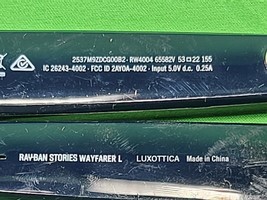 2537M9ZDCG00B2 · RW4004 65582V 53□22 155
IC 26243-4002 · FCC ID 2AYOA-4002 · Input 5.0V d.c. 0.25A
RAY-BAN STORIES WAYFARER L LUXOTTICA Made in China